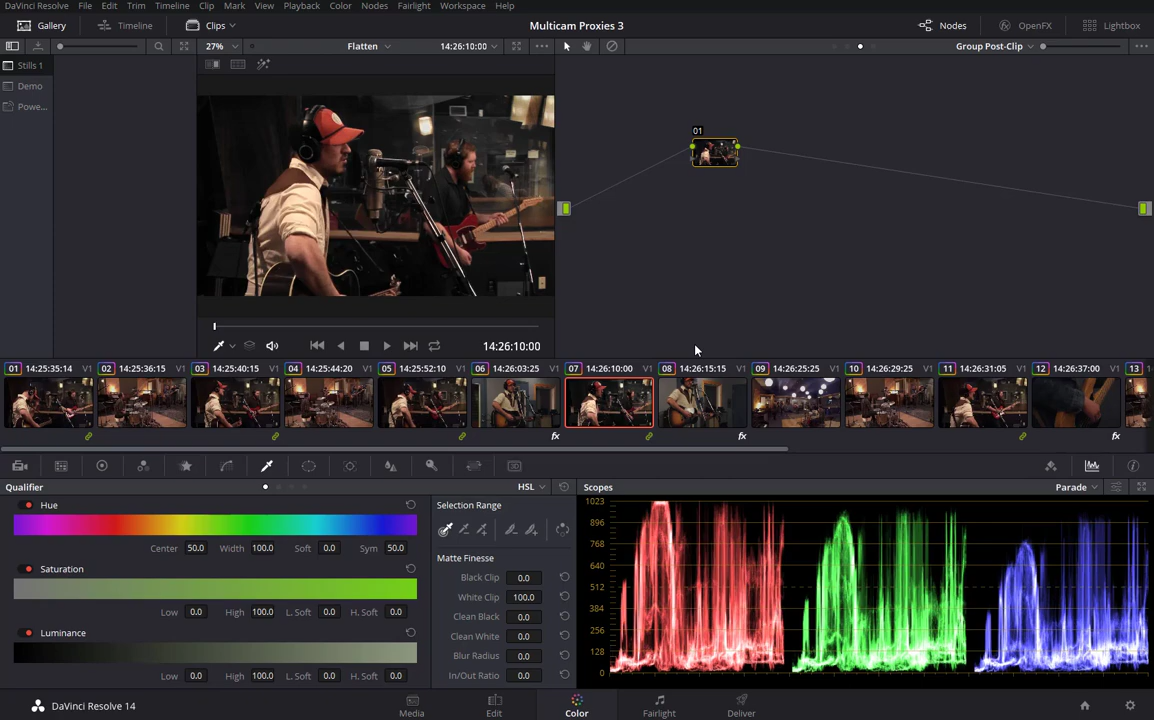 DaVinci Resolve File Edit Trim Timeline Clip Mark View Playback Color Nodes Fairlight Workspace Help
Gallery Timeline Clips Multicam Proxies 3 Nodes OpenFX Lightbox
27% Flatten 14:26:10:00 Group Post-Clip
Stills 1
Demo
Powe...
01
14:26:10:00
01 14:25:35:14 V1 02 14:25:36:15 V1 03 14:25:40:15 V1 04 14:25:44:20 V1 05 14:25:52:10 V1 06 14:26:03:25 V1 07 14:26:10:00 V1 08 14:26:15:15 V1 09 14:26:25:25 V1 10 14:26:29:25 V1 11 14:26:31:05 V1 12 14:26:37:00 V1 13
fx fx fx
Qualifier HSL Scopes Parade
Hue Selection Range
Center 50.0 Width 100.0 Soft 0.0 Sym 50.0
Matte Finesse
Saturation
Black Clip 0.0
White Clip 100.0
Low 0.0 High 100.0 L. Soft 0.0 H. Soft 0.0
Clean Black 0.0
Luminance
Clean White 0.0
Blur Radius 0.0
Low 0.0 High 100.0 L. Soft 0.0 H. Soft 0.0
In/Out Ratio 0.0
1023
896
768
640
512
384
256
128
0
DaVinci Resolve 14 Media Edit Color Fairlight Deliver